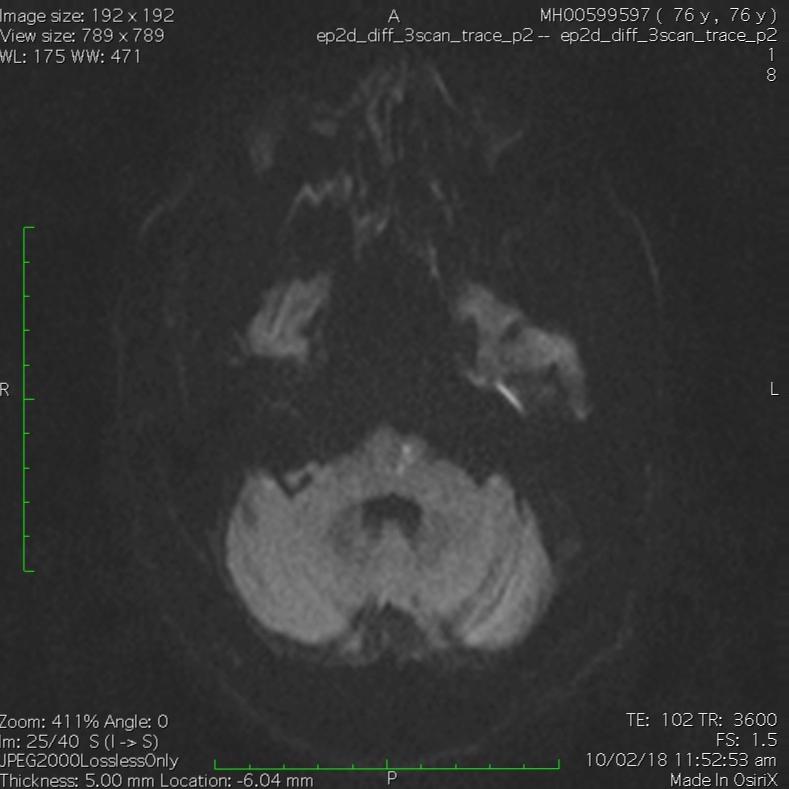 Image size: 192 x 192
View size: 789 x 789
WL: 175 WW: 471
A
MH00599597 ( 76 y, 76 y)
ep2d_diff_3scan_trace_p2 -- ep2d_diff_3scan_trace_p2
1
8
R
L
Zoom: 411% Angle: 0
Im: 25/40 S (I -> S)
JPEG2000LosslessOnly
Thickness: 5.00 mm Location: -6.04 mm
P
TE: 102 TR: 3600
FS: 1.5
10/02/18 11:52:53 am
Made In OsiriX